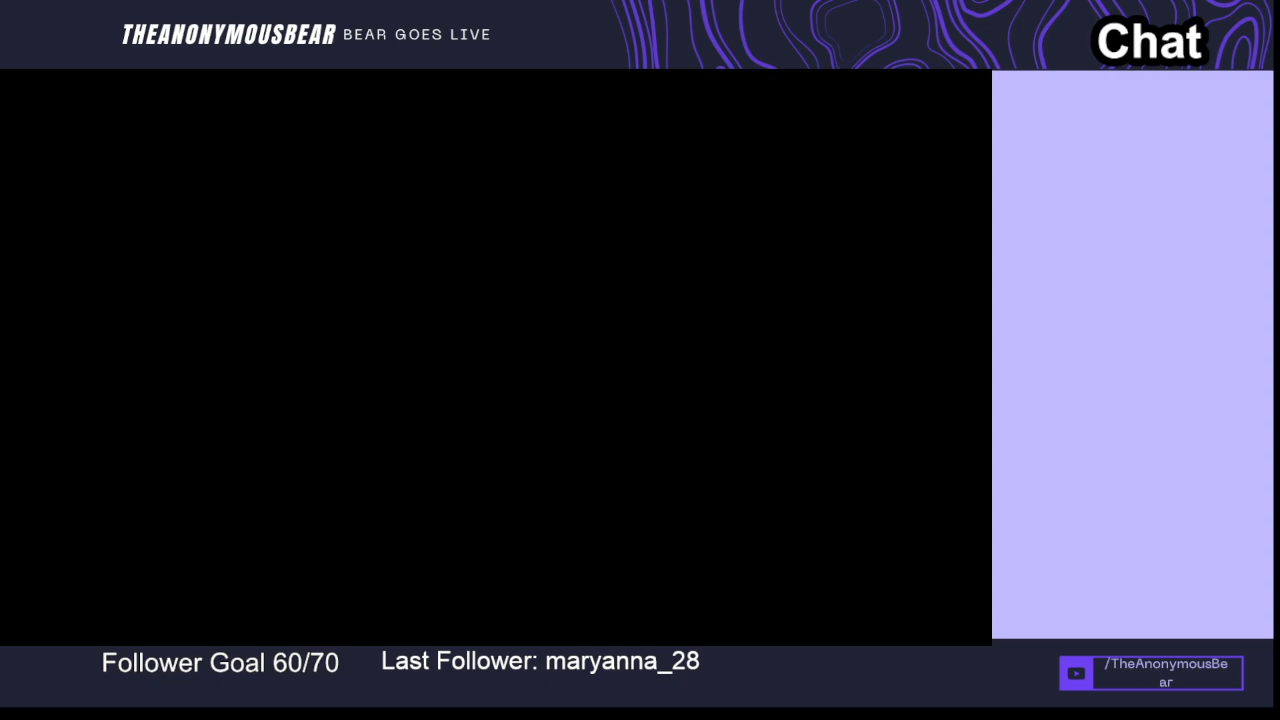 THEANONYMOUSBEAR BEAR GOES LIVE
Chat
Follower Goal 60/70
Last Follower: maryanna_28
/TheAnonymousBe
ar